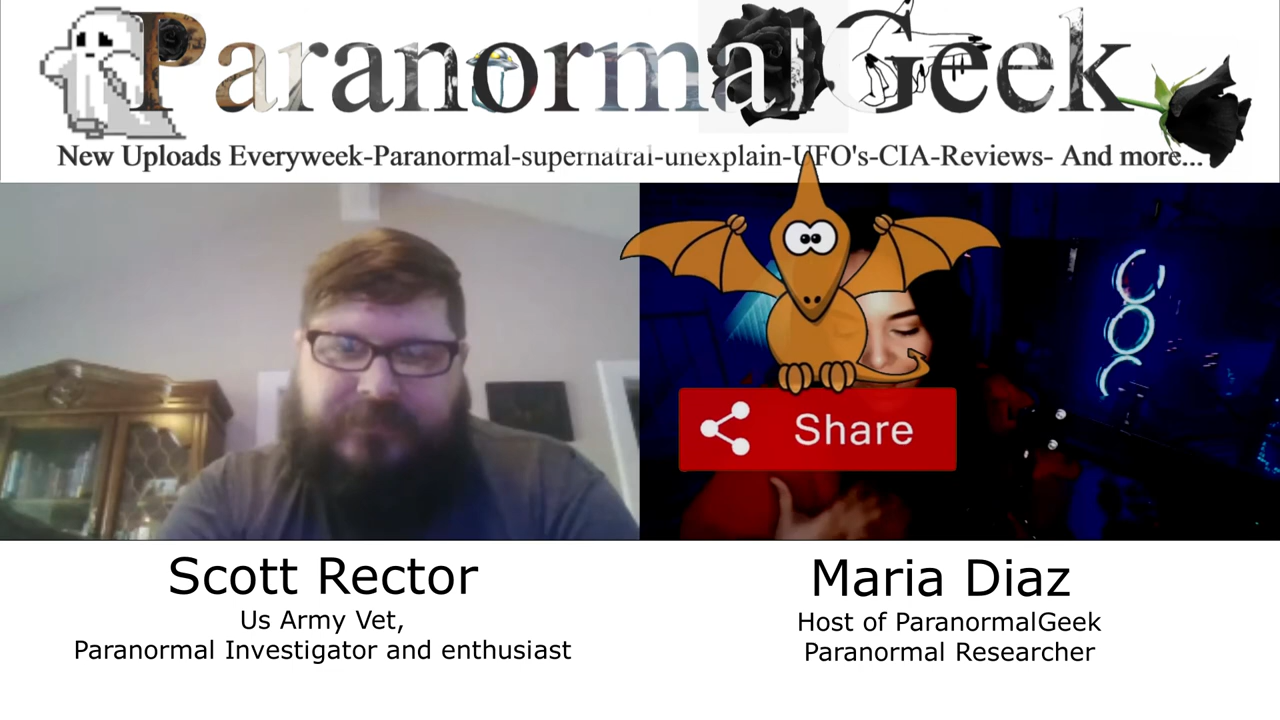 ParanormalGeek
New Uploads Everyweek-Paranormal-supernatral-unexplain-UFO's-CIA-Reviews- And more...
Share
Scott Rector
Us Army Vet,
Paranormal Investigator and enthusiast
Maria Diaz
Host of ParanormalGeek
Paranormal Researcher